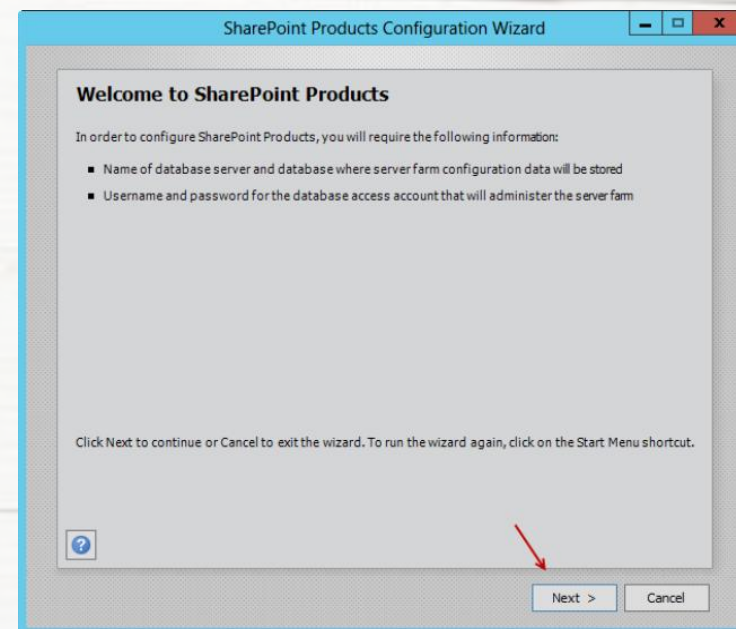 SharePoint Products Configuration Wizard
Welcome to SharePoint Products
In order to configure SharePoint Products, you will require the following information:
Name of database server and database where server farm configuration data will be stored
Username and password for the database access account that will administer the server farm
Click Next to continue or Cancel to exit the wizard. To run the wizard again, click on the Start Menu shortcut.
Next >
Cancel